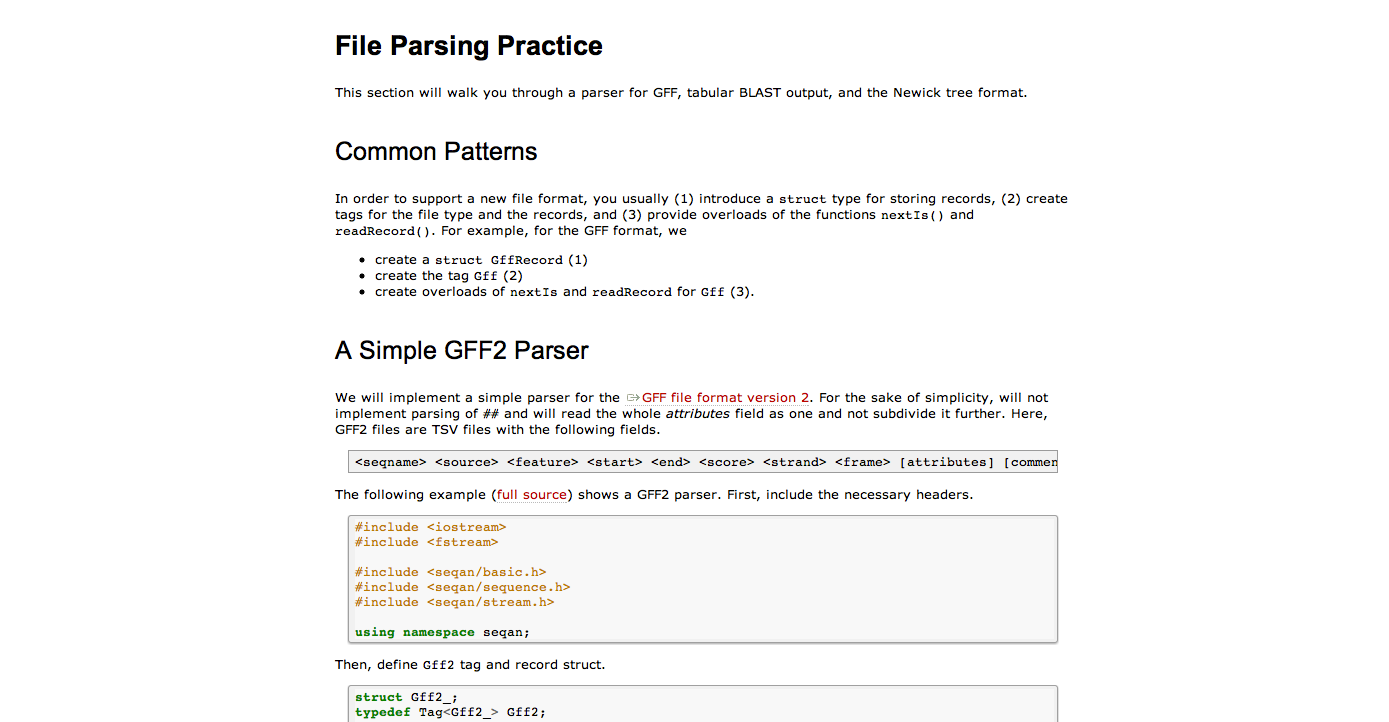 File Parsing Practice
This section will walk you through a parser for GFF, tabular BLAST output, and the Newick tree format.
Common Patterns
In order to support a new file format, you usually (1) introduce a struct type for storing records, (2) create
tags for the file type and the records, and (3) provide overloads of the functions nextIs() and
readRecord(). For example, for the GFF format, we
• create a struct GffRecord (1)
• create the tag Gff (2)
• create overloads of nextIs and readRecord for Gff (3).
A Simple GFF2 Parser
We will implement a simple parser for the GFF file format version 2. For the sake of simplicity, will not
implement parsing of ## and will read the whole attributes field as one and not subdivide it further. Here,
GFF2 files are TSV files with the following fields.
<seqname> <source> <feature> <start> <end> <score> <strand> <frame> [attributes] [commen
The following example (full source) shows a GFF2 parser. First, include the necessary headers.
#include <iostream>
#include <fstream>
#include <seqan/basic.h>
#include <seqan/sequence.h>
#include <seqan/stream.h>
using namespace seqan;
Then, define Gff2 tag and record struct.
struct Gff2_;
typedef Tag<Gff2_> Gff2;